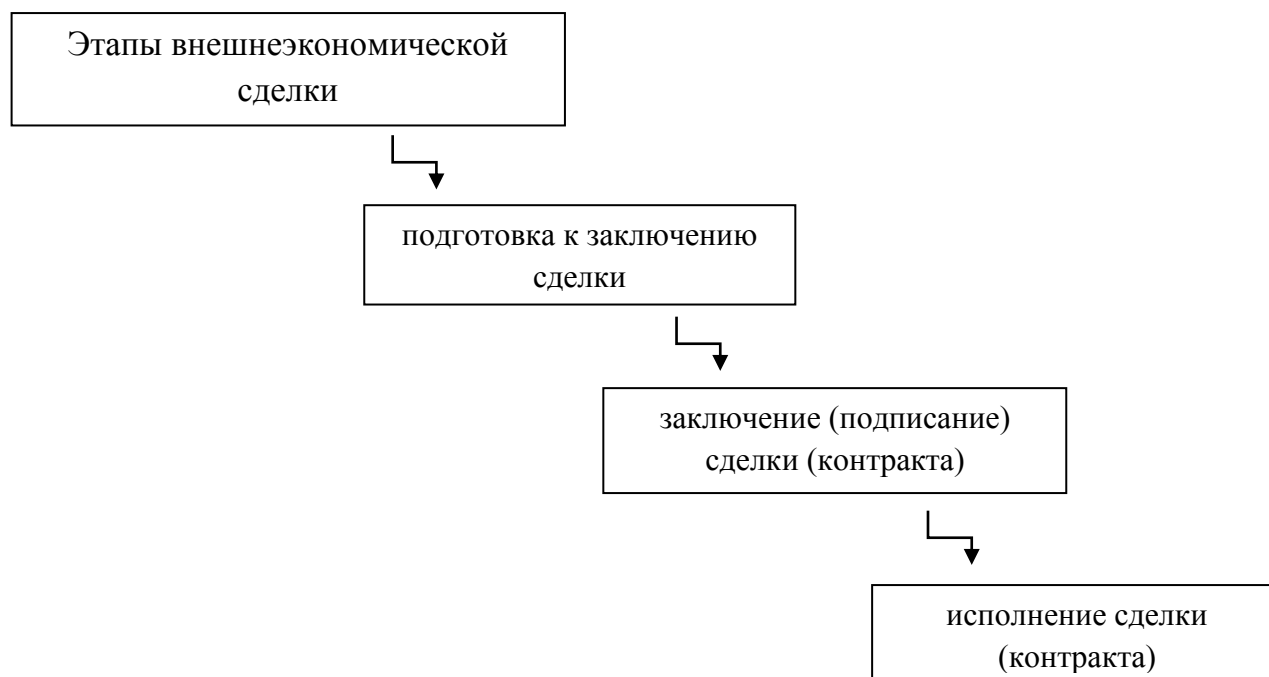 Этапы внешнеэкономической
сделки
подготовка к заключению
сделки
заключение (подписание)
сделки (контракта)
исполнение сделки
(контракта)